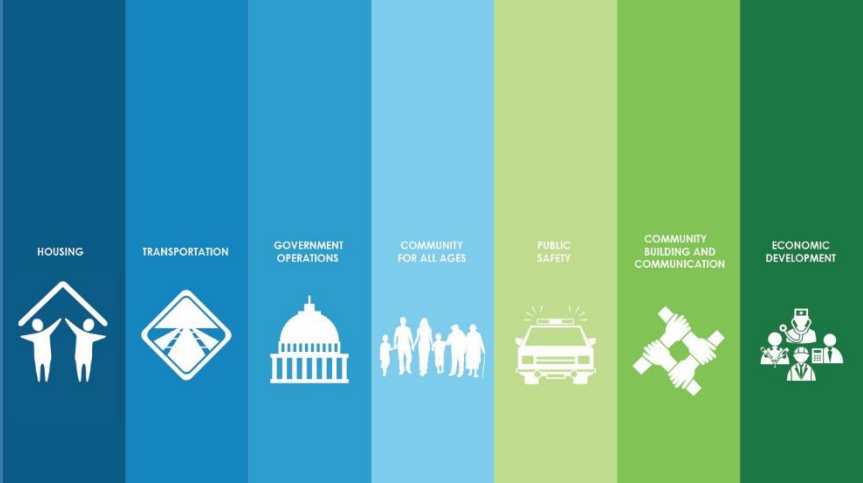 HOUSING
TRANSPORTATION
GOVERNMENT
OPERATIONS
COMMUNITY
FOR ALL AGES
PUBLIC
SAFETY
COMMUNITY
BUILDING AND
COMMUNICATION
ECONOMIC
DEVELOPMENT